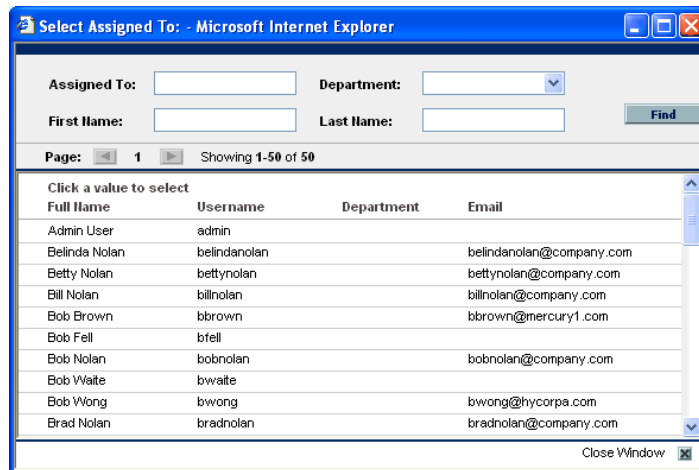 Select Assigned To: - Microsoft Internet Explorer
Assigned To: Department:
First Name: Last Name: Find
Page: 1 Showing 1-50 of 50
Click a value to select
Full Name Username Department Email
Admin User admin
Belinda Nolan belindanolan belindanolan@company.com
Betty Nolan bettynolan bettynolan@company.com
Bill Nolan billnolan billnolan@company.com
Bob Brown bbrown bbrown@mercury1.com
Bob Fell bfell
Bob Nolan bobnolan bobnolan@company.com
Bob Waite bwaite
Bob Wong bwong bwong@hycorpa.com
Brad Nolan bradnolan bradnolan@company.com
Close Window